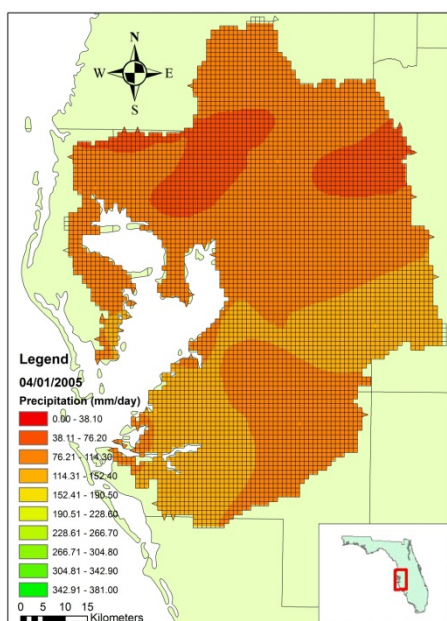 N
W E
S
Legend
04/01/2005
Precipitation (mm/day)
0.00 - 38.10
38.11 - 76.20
76.21 - 114.30
114.31 - 152.40
152.41 - 190.50
190.51 - 228.60
228.61 - 266.70
266.71 - 304.80
304.81 - 342.90
342.91 - 381.00
0 5 10 15
Kilometers